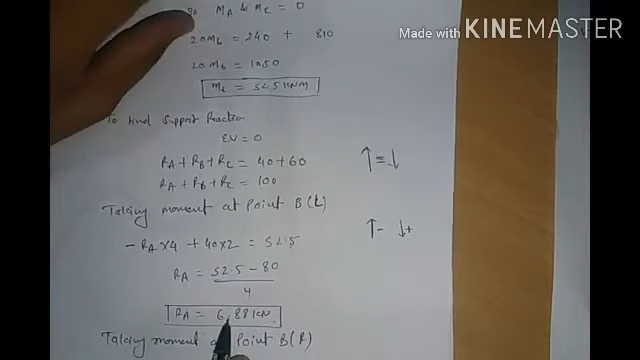 So MA & Mc = 0
Made with KINEMASTER
20Mb = 240 + 810
20Mb = 1050
Mb = 52.5 KNM
To find Support Reaction
ΣV=0
RA + RB + RC = 40+60
↑=↓
RA + RB + RC = 100
Taking moment at Point B(L)
↑- ↓+
-RA×4 + 40×2 = 52.5
RA = 52.5 - 80
4
RA = 6.88 KN.
Taking moment at Point B(R)